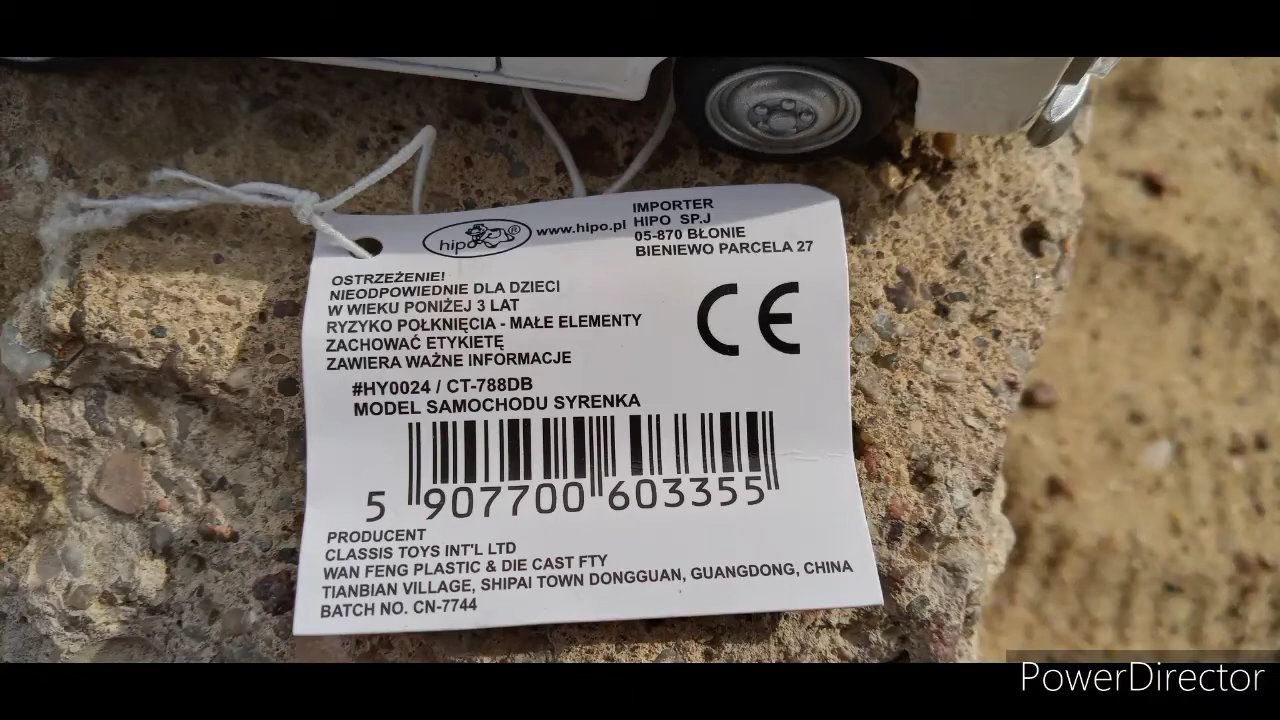 hipo®
www.hipo.pl
IMPORTER
HIPO SP.J
05-870 BŁONIE
BIENIEWO PARCELA 27
OSTRZEŻENIE!
NIEODPOWIEDNIE DLA DZIECI
W WIEKU PONIŻEJ 3 LAT
RYZYKO POŁKNIĘCIA - MAŁE ELEMENTY
ZACHOWAĆ ETYKIETĘ
ZAWIERA WAŻNE INFORMACJE
CE
#HY0024 / CT-788DB
MODEL SAMOCHODU SYRENKA
5 907700 603355
PRODUCENT
CLASSIS TOYS INT'L LTD
WAN FENG PLASTIC & DIE CAST FTY
TIANBIAN VILLAGE, SHIPAI TOWN DONGGUAN, GUANGDONG, CHINA
BATCH NO. CN-7744
PowerDirector